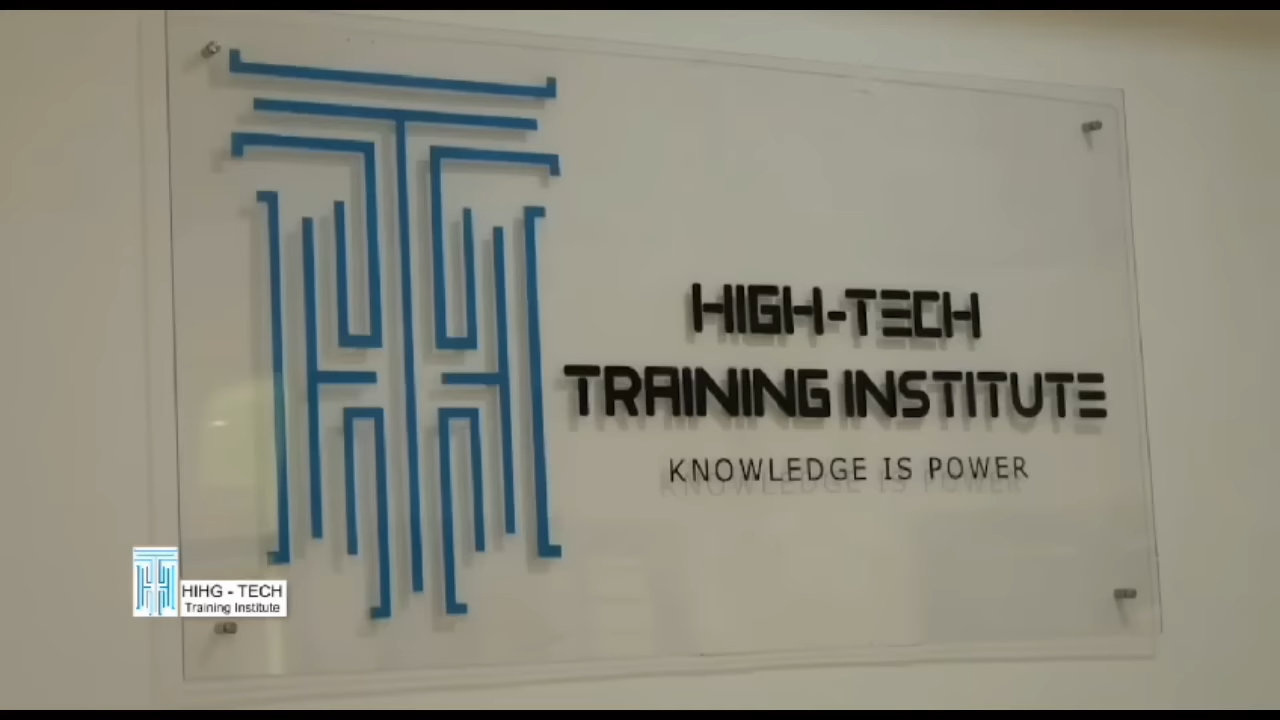 HIGH-TECH
TRAINING INSTITUTE
KNOWLEDGE IS POWER
HIHG - TECH
Training Institute